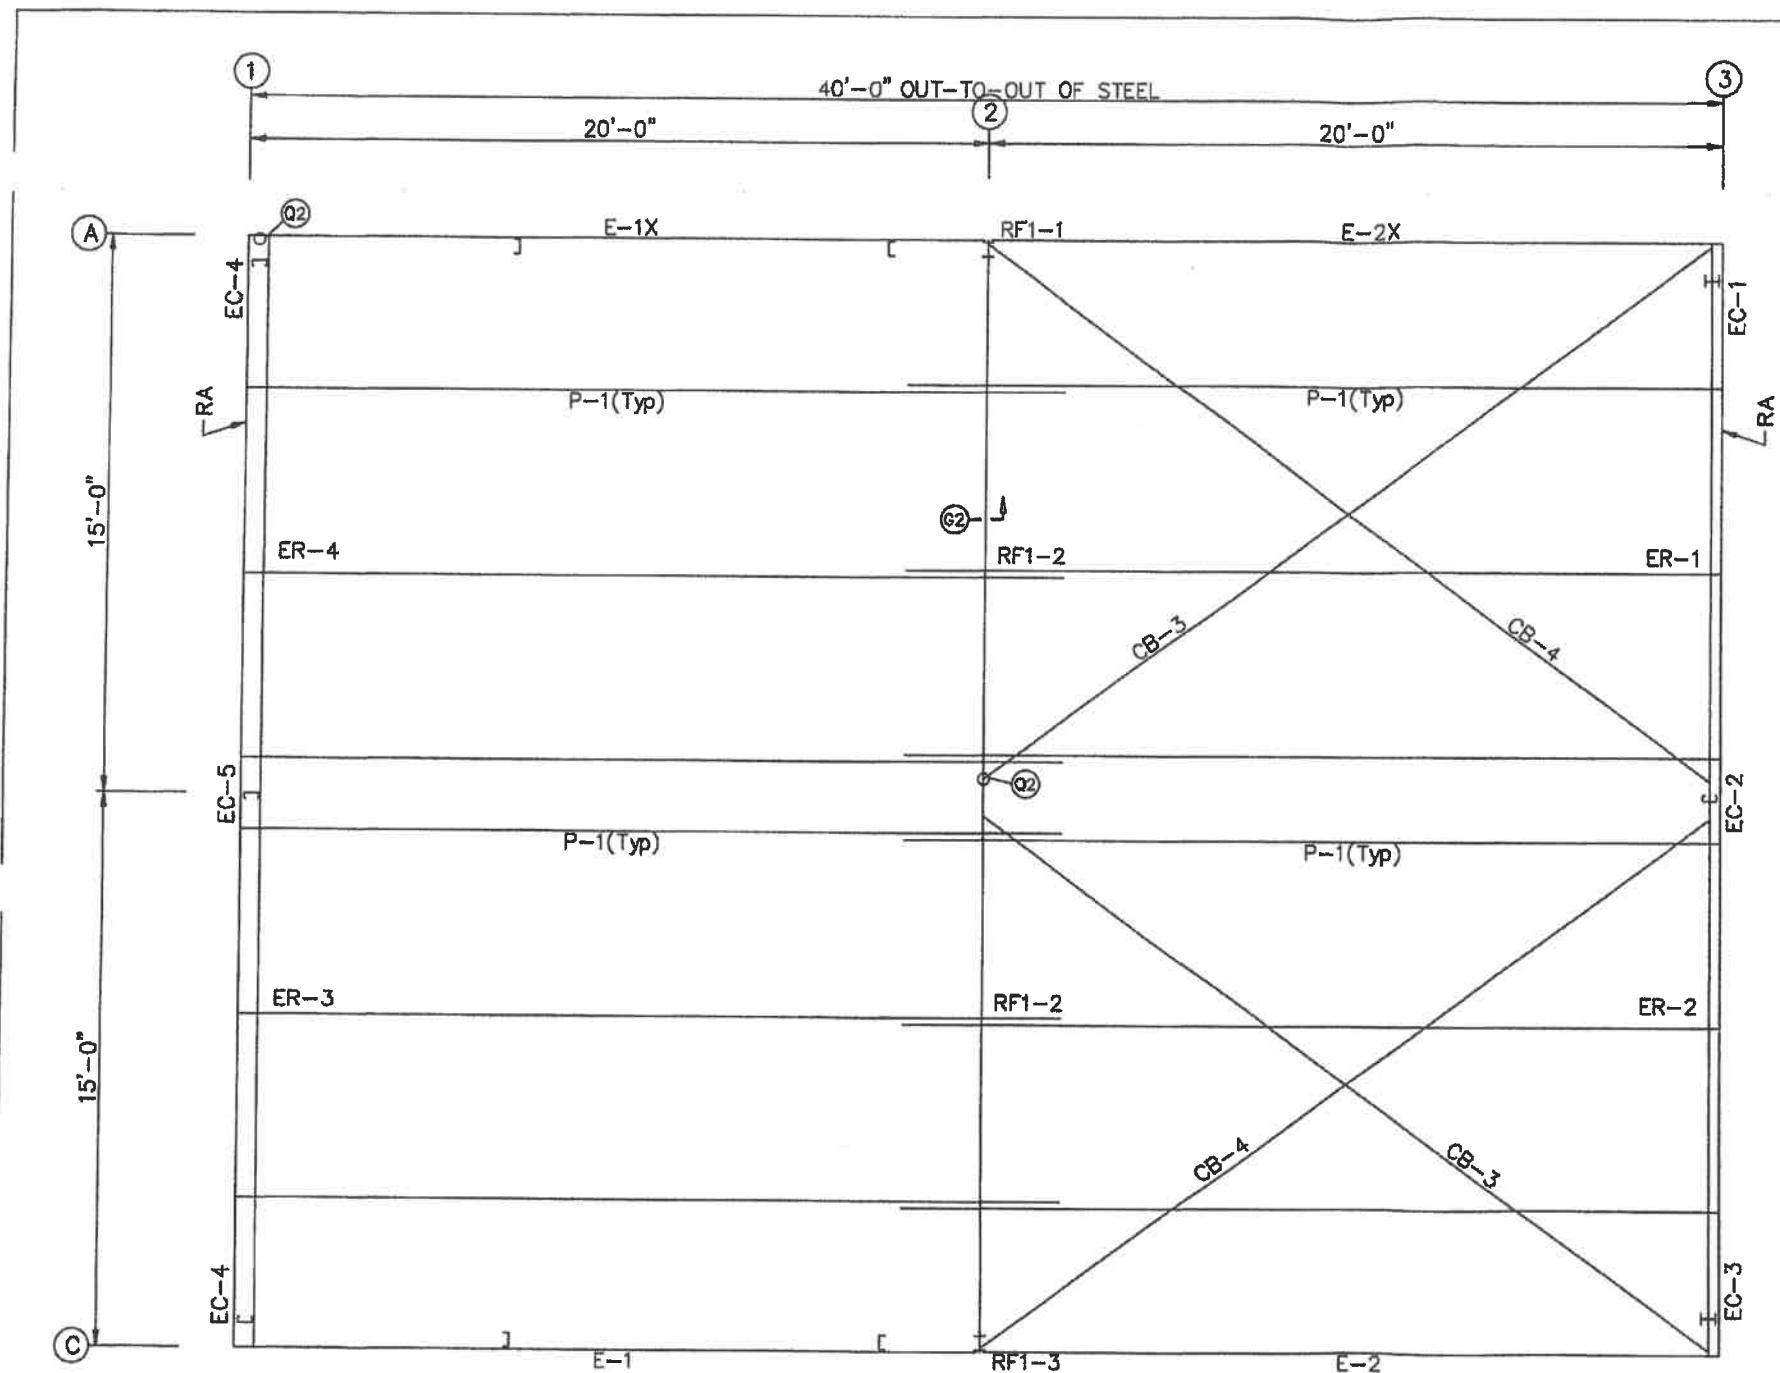 1
3
40'-0" OUT-TO-OUT OF STEEL
2
20'-0"
20'-0"
A
Q2
E-1X
RF1-1
E-2X
EC-4
EC-1
RA
P-1(Typ)
P-1(Typ)
RA
15'-0"
G2
ER-4
RF1-2
ER-1
CB-3
CB-4
EC-5
Q2
EC-2
P-1(Typ)
P-1(Typ)
ER-3
RF1-2
ER-2
15'-0"
CB-4
CB-3
EC-4
EC-3
C
E-1
RF1-3
E-2